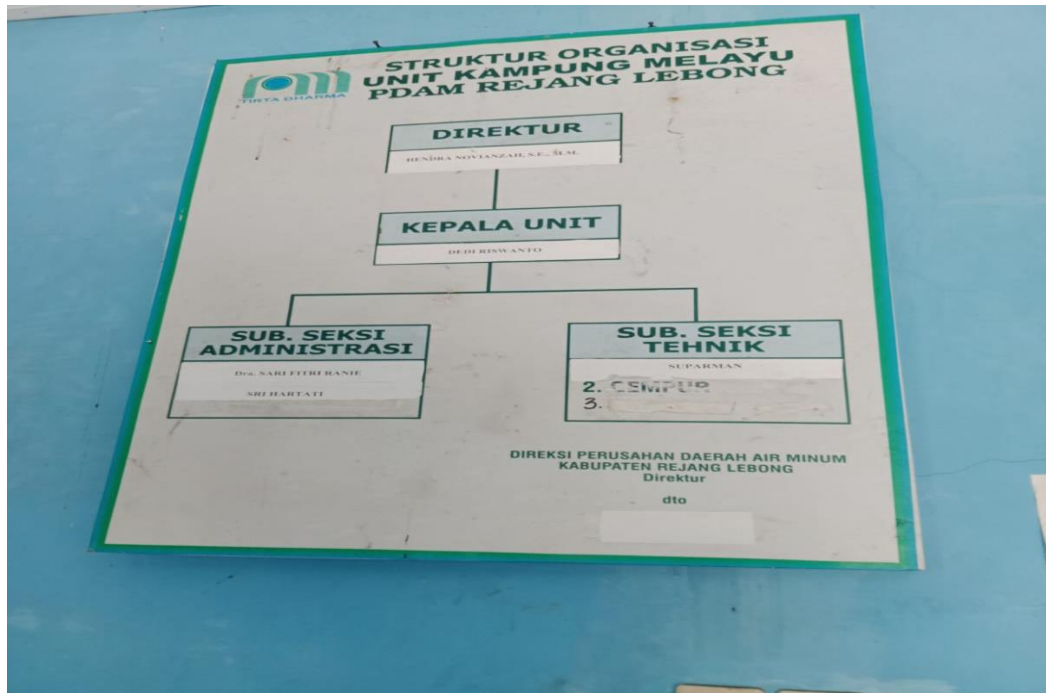 STRUKTUR ORGANISASI
UNIT KAMPUNG MELAYU
PDAM REJANG LEBONG
TIRTA DHARMA
DIREKTUR
HENDRA NOVIANZAH, S.E., M.M.
KEPALA UNIT
DEDI RISWANTO
SUB. SEKSI
ADMINISTRASI
Dra. SARI FITRI RANIE
SRI HARTATI
SUB. SEKSI
TEHNIK
SUPARMAN
2. CEMPUR
3.
DIREKSI PERUSAHAN DAERAH AIR MINUM
KABUPATEN REJANG LEBONG
Direktur
dto